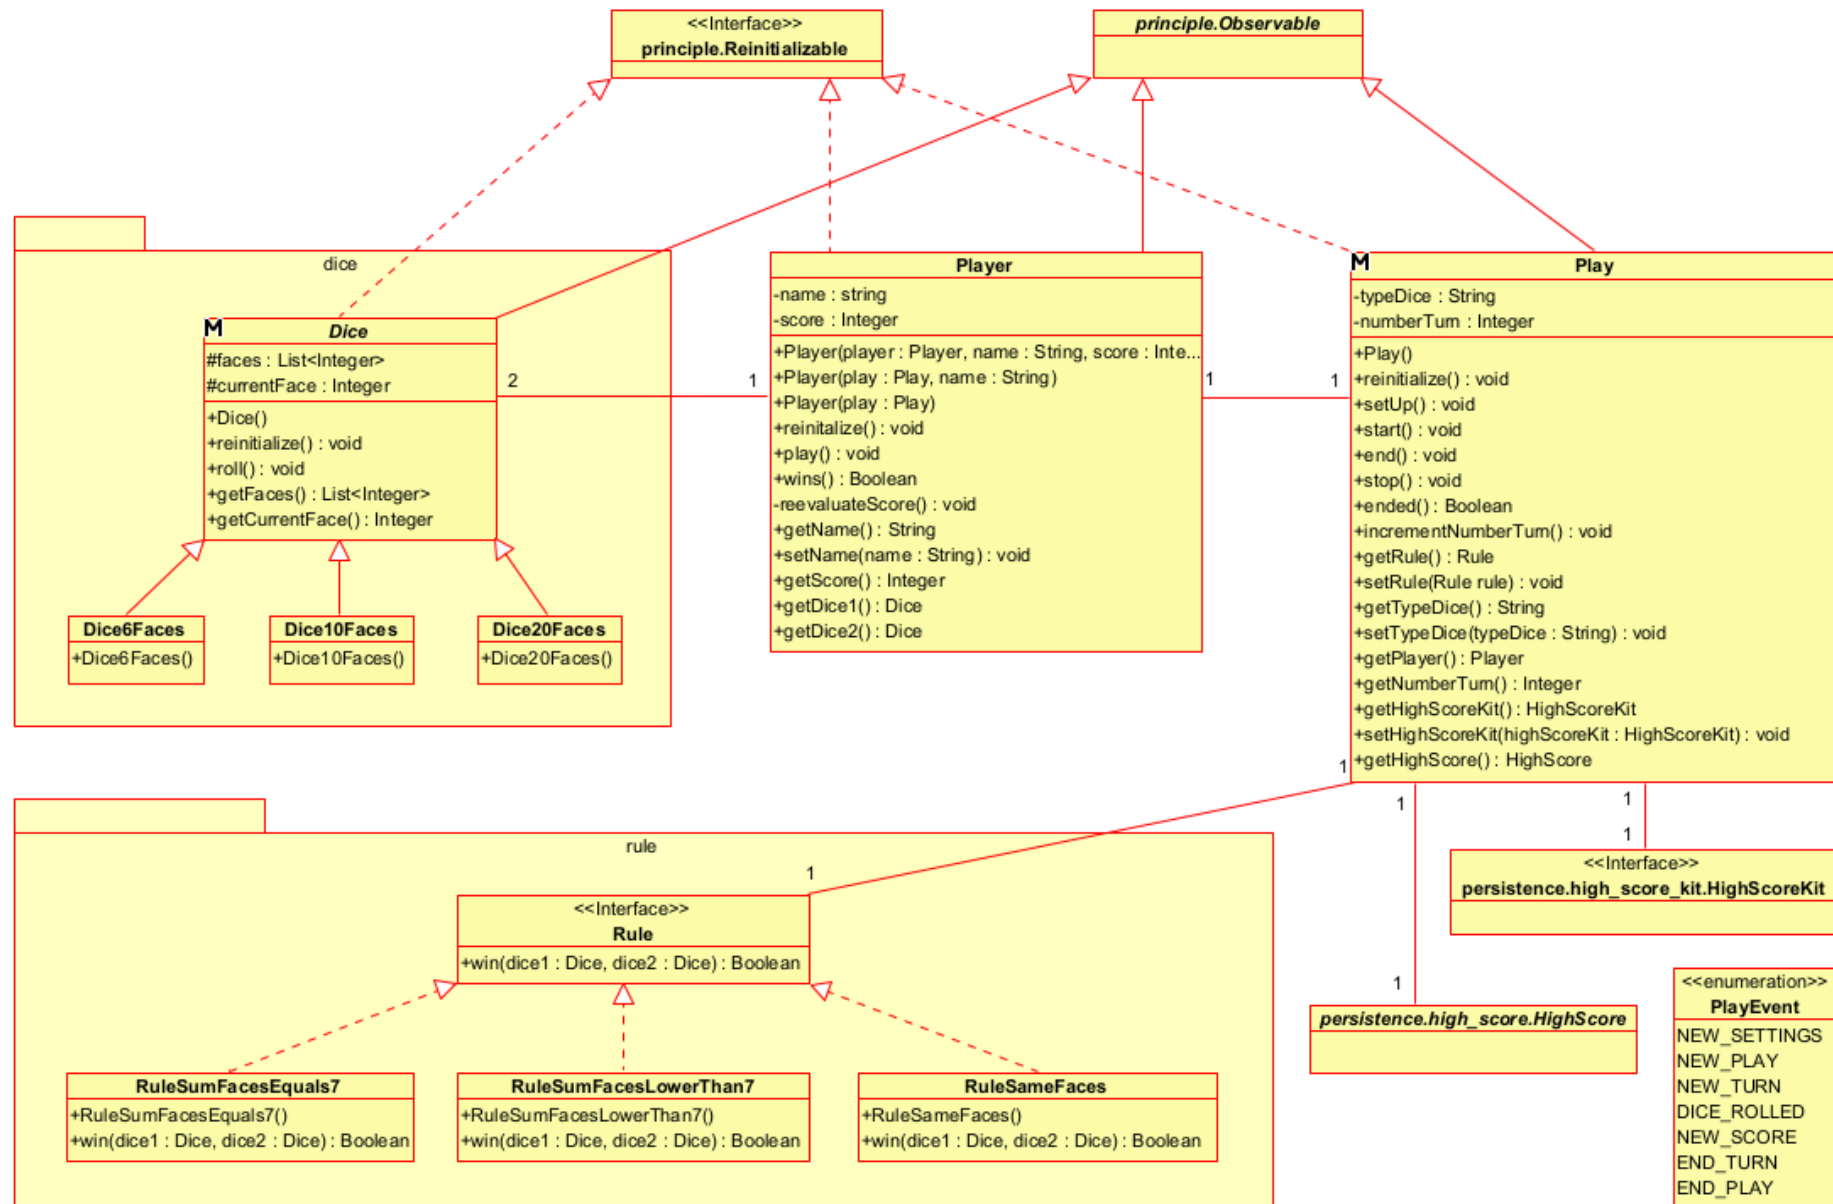 <<Interface>>
principle.Reinitializable
principle.Observable
dice
M
Dice
#faces : List<Integer>
#currentFace : Integer
+Dice()
+reinitialize() : void
+roll() : void
+getFaces() : List<Integer>
+getCurrentFace() : Integer
Dice6Faces
+Dice6Faces()
Dice10Faces
+Dice10Faces()
Dice20Faces
+Dice20Faces()
2
1
Player
-name : string
-score : Integer
+Player(player : Player, name : String, score : Inte...
+Player(play : Play, name : String)
+Player(play : Play)
+reinitalize() : void
+play() : void
+wins() : Boolean
-reevaluateScore() : void
+getName() : String
+setName(name : String) : void
+getScore() : Integer
+getDice1() : Dice
+getDice2() : Dice
1
1
M
Play
-typeDice : String
-numberTurn : Integer
+Play()
+reinitialize() : void
+setUp() : void
+start() : void
+end() : void
+stop() : void
+ended() : Boolean
+incrementNumberTurn() : void
+getRule() : Rule
+setRule(Rule rule) : void
+getTypeDice() : String
+setTypeDice(typeDice : String) : void
+getPlayer() : Player
+getNumberTurn() : Integer
+getHighScoreKit() : HighScoreKit
+setHighScoreKit(highScoreKit : HighScoreKit) : void
+getHighScore() : HighScore
1
1
1
1
1
1
rule
<<Interface>>
Rule
+win(dice1 : Dice, dice2 : Dice) : Boolean
RuleSumFacesEquals7
+RuleSumFacesEquals7()
+win(dice1 : Dice, dice2 : Dice) : Boolean
RuleSumFacesLowerThan7
+RuleSumFacesLowerThan7()
+win(dice1 : Dice, dice2 : Dice) : Boolean
RuleSameFaces
+RuleSameFaces()
+win(dice1 : Dice, dice2 : Dice) : Boolean
<<Interface>>
persistence.high_score_kit.HighScoreKit
persistence.high_score.HighScore
<<enumeration>>
PlayEvent
NEW_SETTINGS
NEW_PLAY
NEW_TURN
DICE_ROLLED
NEW_SCORE
END_TURN
END_PLAY